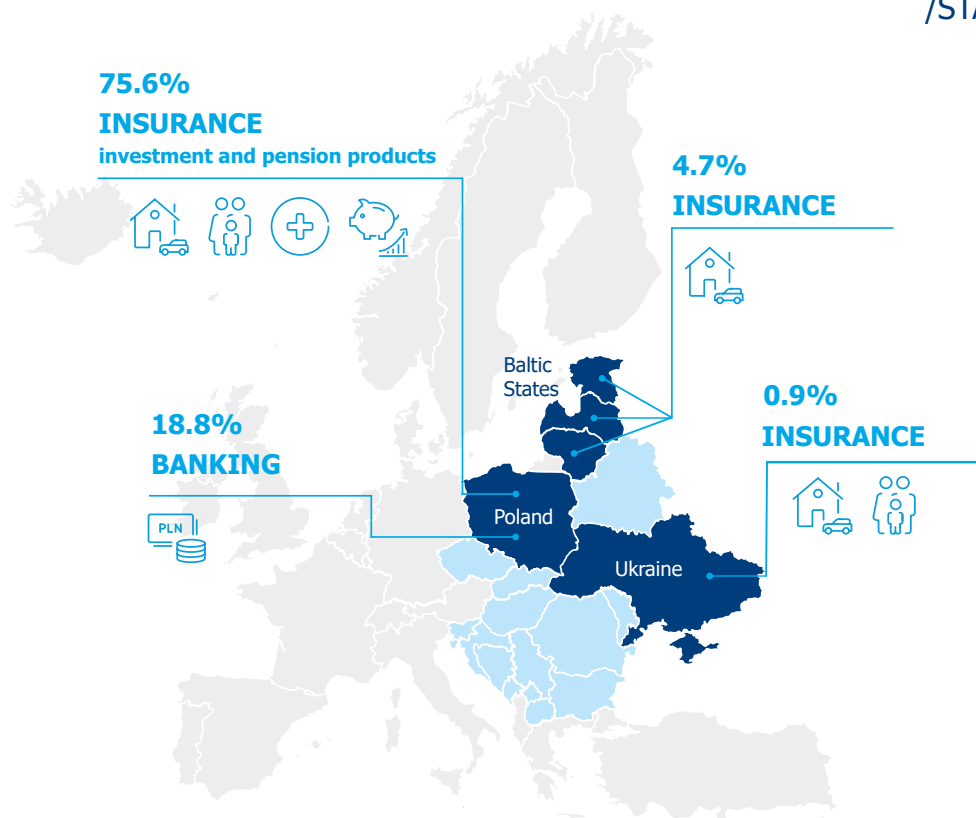 /STA
75.6%
INSURANCE
investment and pension products
4.7%
INSURANCE
Baltic
States
0.9%
INSURANCE
18.8%
BANKING
PLN
Poland
Ukraine